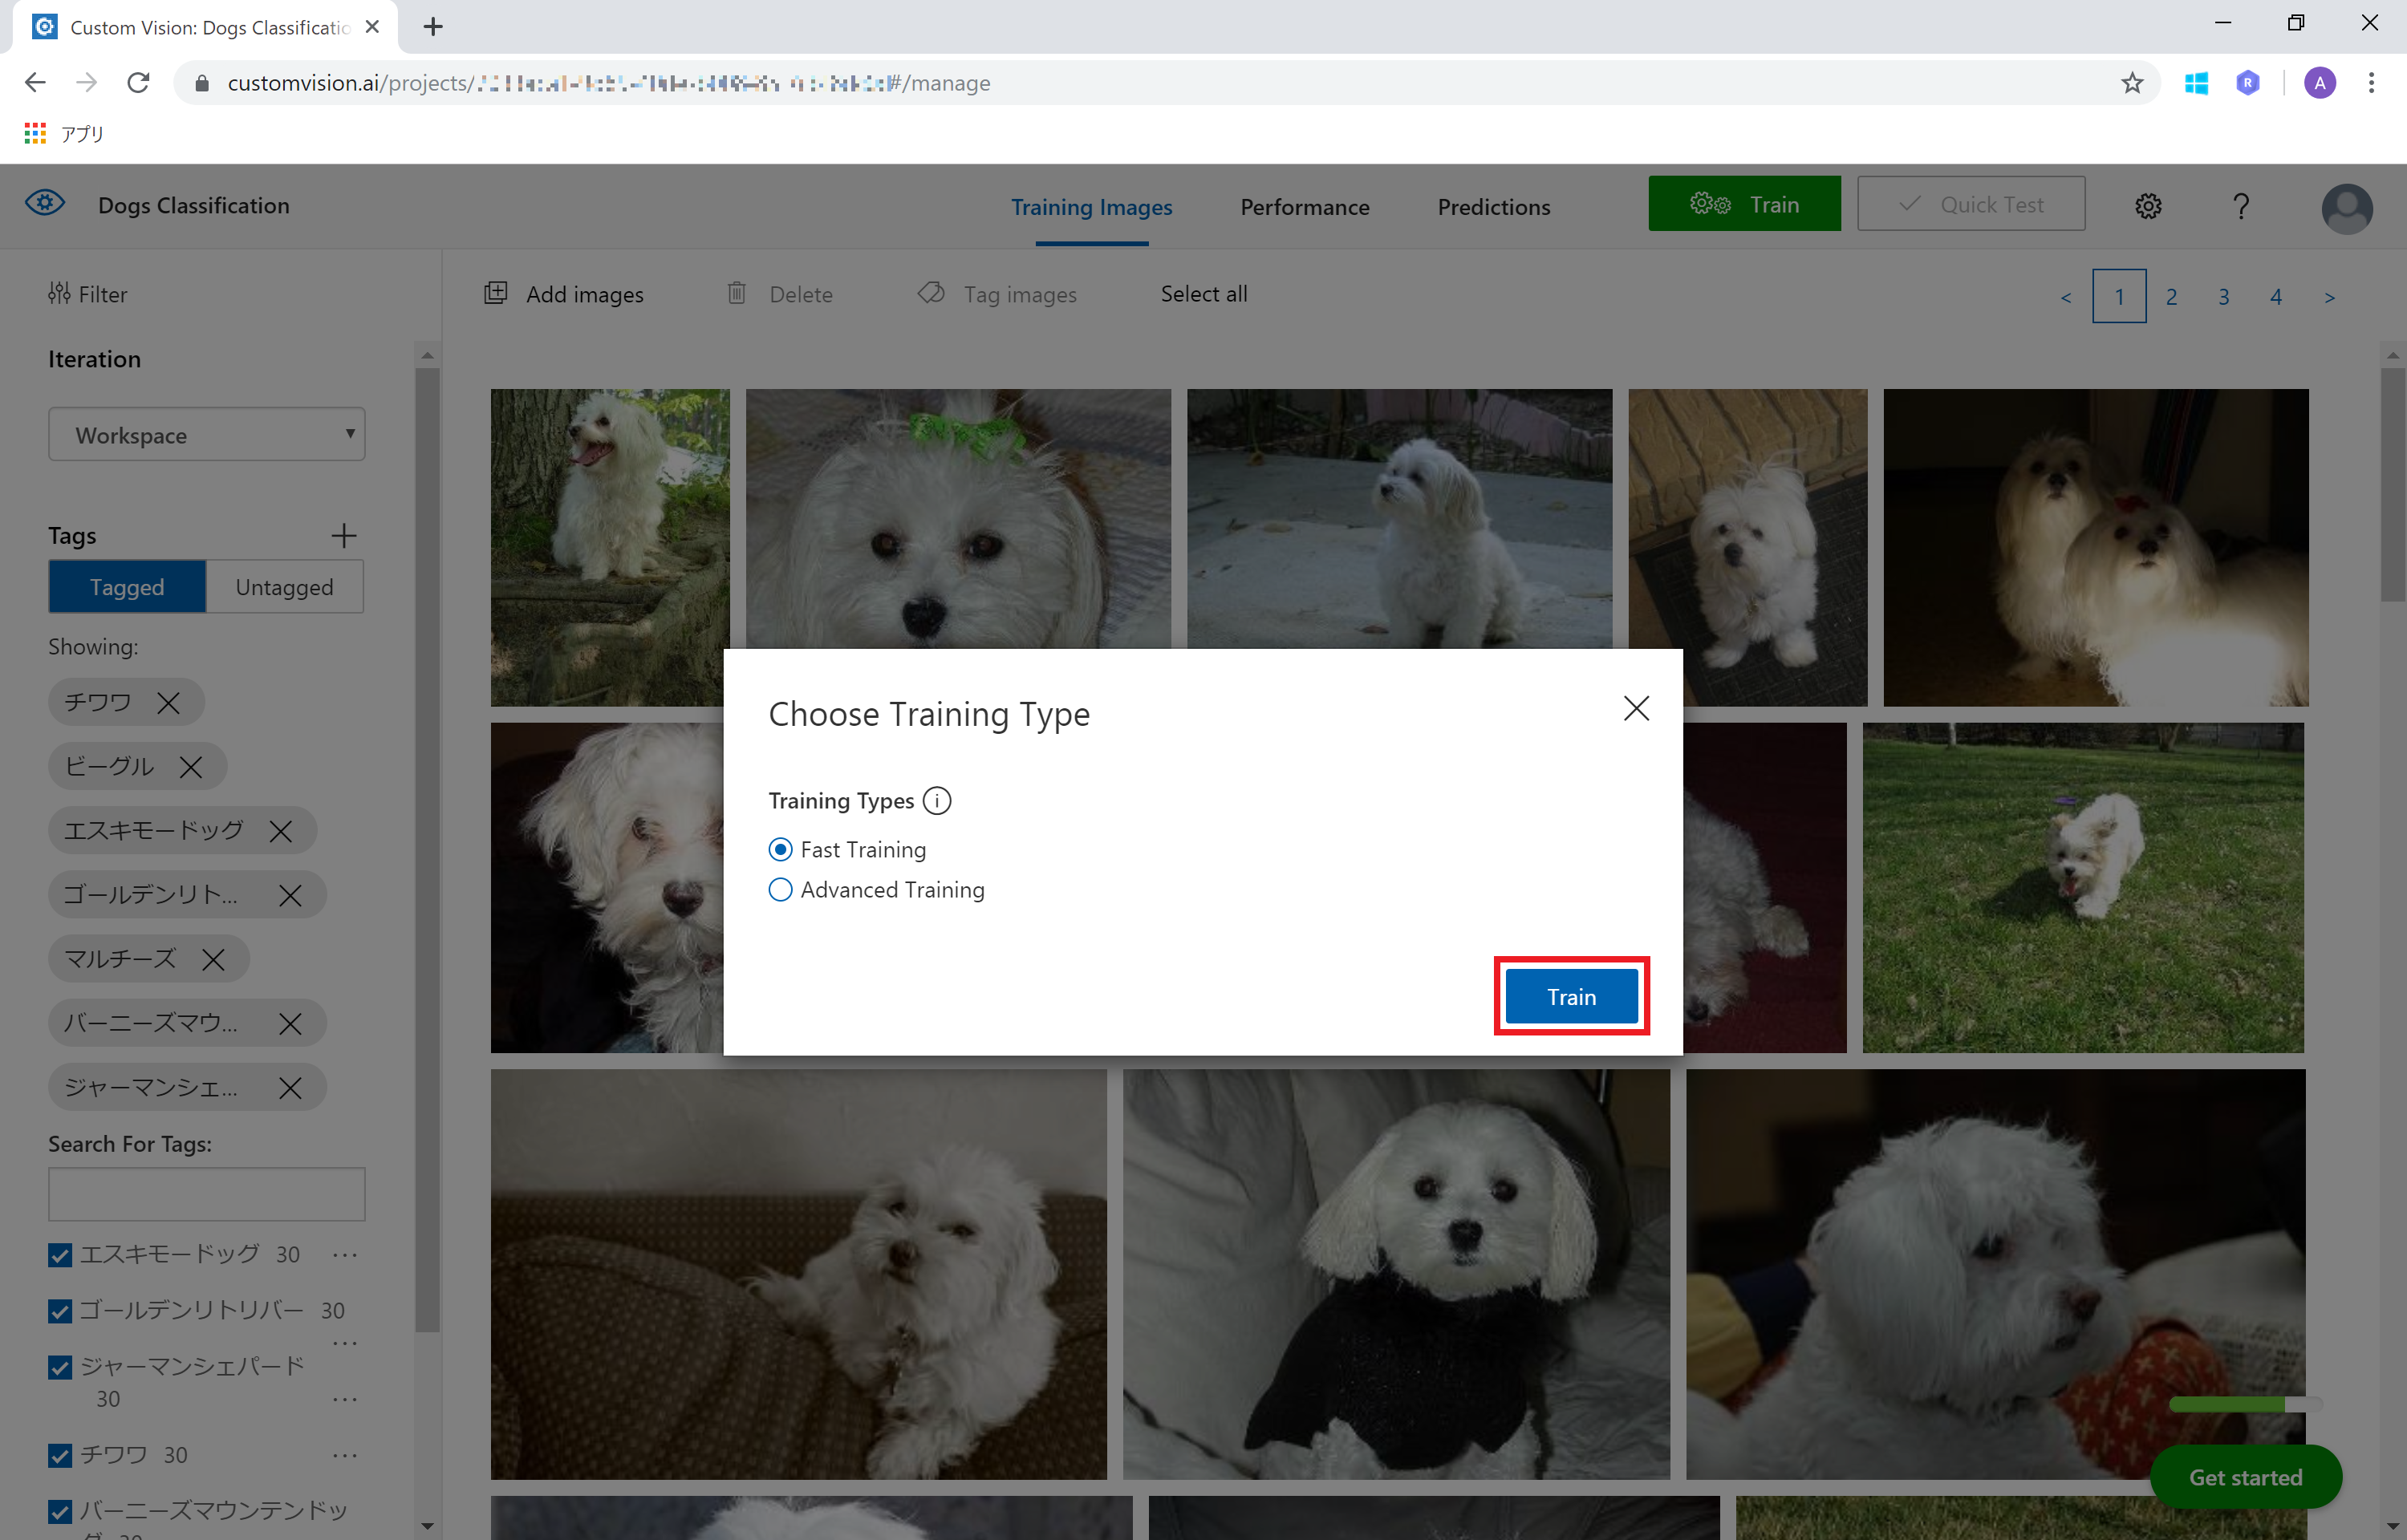 Custom Vision: Dogs Classificatio
customvision.ai/projects/
#/manage
A
R
アプリ
Dogs Classification
Training Images
Performance
Predictions
Train
Quick Test
?
Filter
Add images
Delete
Tag images
Select all
< 1 2 3 4 >
Iteration
Workspace
Tags
Tagged
Untagged
Showing:
チワワ
ビーグル
エスキモードッグ
ゴールデンリト...
マルチーズ
バーニーズマウ...
ジャーマンシェ...
Search For Tags:
エスキモードッグ 30 ...
ゴールデンリトリバー 30
...
ジャーマンシェパード
30 ...
チワワ 30 ...
バーニーズマウンテンドッ
グ 30
Choose Training Type
Training Types
Fast Training
Advanced Training
Train
Get started